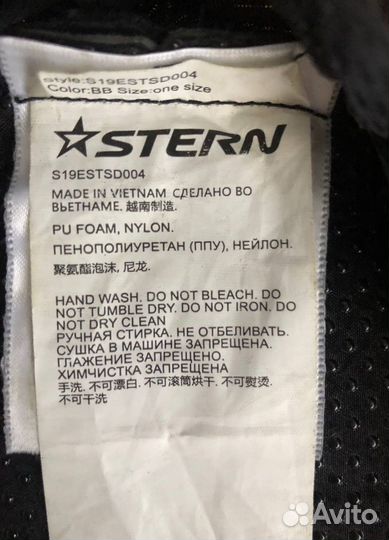 style:S19ESTSD004
Color:BB Size:one size
STERN
S19ESTSD004
MADE IN VIETNAM. СДЕЛАНО ВО
ВЬЕТНАМЕ. 越南制造.
PU FOAM, NYLON.
ПЕНОПОЛИУРЕТАН (ППУ), НЕЙЛОН.
聚氨酯泡沫, 尼龙.
HAND WASH. DO NOT BLEACH. DO
NOT TUMBLE DRY. DO NOT IRON. DO
NOT DRY CLEAN
РУЧНАЯ СТИРКА. НЕ ОТБЕЛИВАТЬ.
СУШКА В МАШИНЕ ЗАПРЕЩЕНА.
ГЛАЖЕНИЕ ЗАПРЕЩЕНО.
ХИМЧИСТКА ЗАПРЕЩЕНА
手洗. 不可漂白. 不可滚筒烘干. 不可熨烫.
不可干洗
Avito